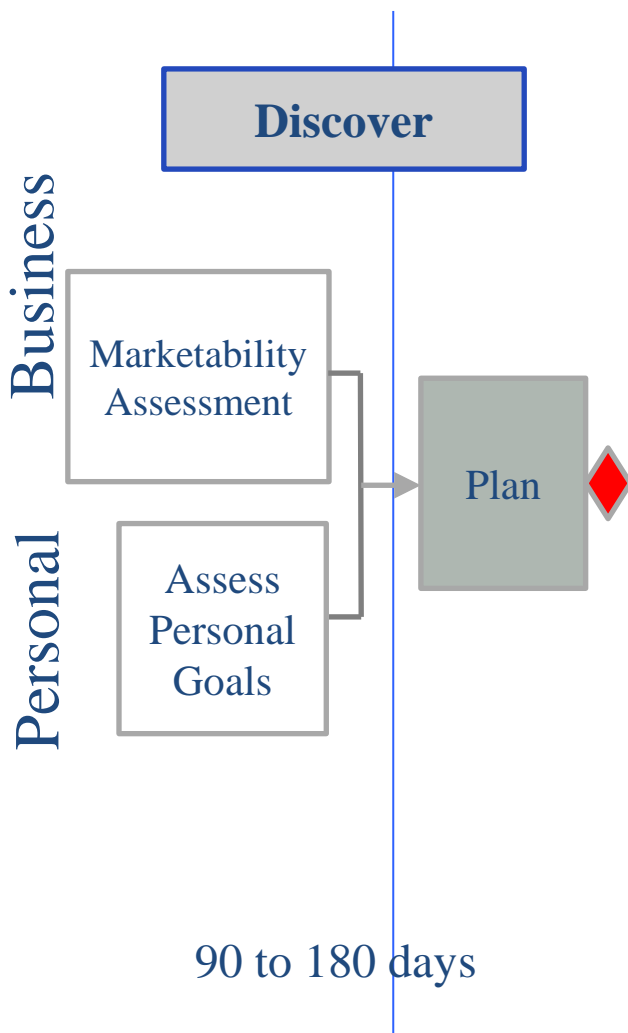 Discover
Business
Marketability
Assessment
Plan
Personal
Assess
Personal
Goals
90 to 180 days